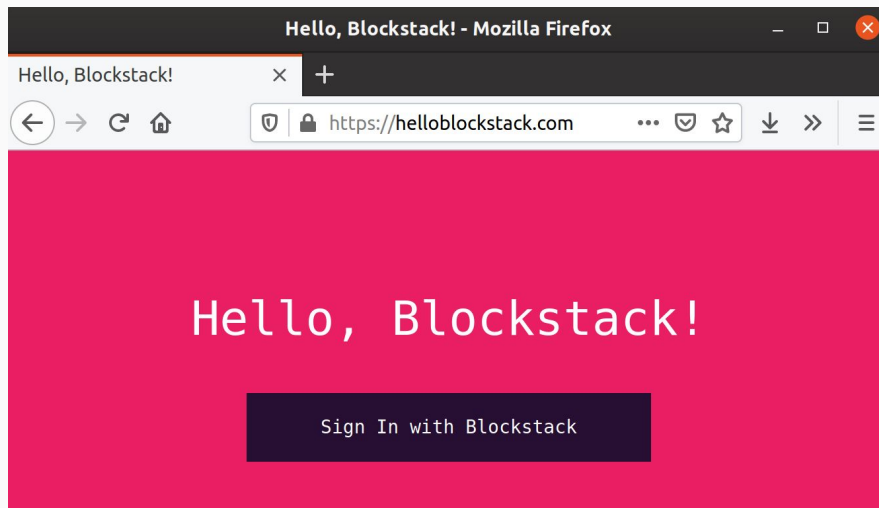 Hello, Blockstack! - Mozilla Firefox
Hello, Blockstack!
https://helloblockstack.com
Hello, Blockstack!
Sign In with Blockstack